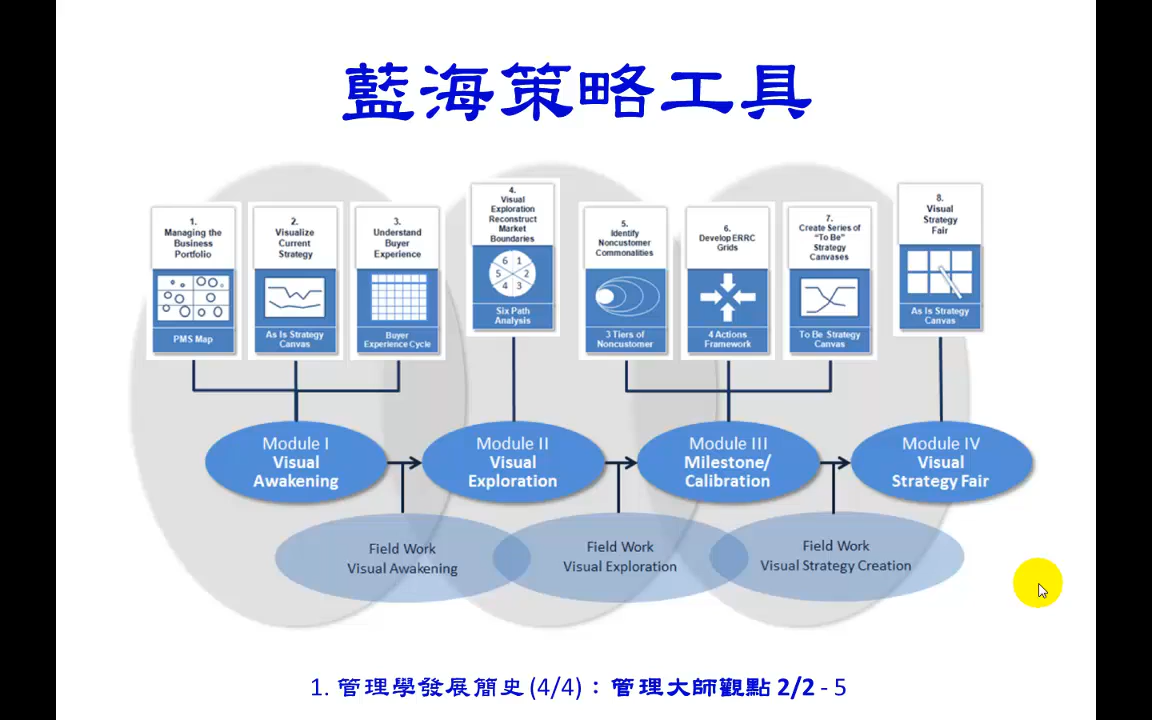 藍海策略工具
1.
Managing the
Business
Portfolio
PMS Map
2.
Visualize
Current
Strategy
As Is Strategy
Canvas
3.
Understand
Buyer
Experience
Buyer
Experience Cycle
4.
Visual
Exploration
Reconstruct
Market
Boundaries
6 1
5 2
4 3
Six Path
Analysis
5.
Identify
Noncustomer
Commonalities
3 Tiers of
Noncustomer
6.
Develop ERRC
Grids
4 Actions
Framework
7.
Create Series of
"To Be"
Strategy
Canvases
To Be Strategy
Canvas
8.
Visual
Strategy
Fair
As Is Strategy
Canvas
Module I
Visual
Awakening
Module II
Visual
Exploration
Module III
Milestone/
Calibration
Module IV
Visual
Strategy Fair
Field Work
Visual Awakening
Field Work
Visual Exploration
Field Work
Visual Strategy Creation
1. 管理學發展簡史 (4/4)：管理大師觀點 2/2 - 5